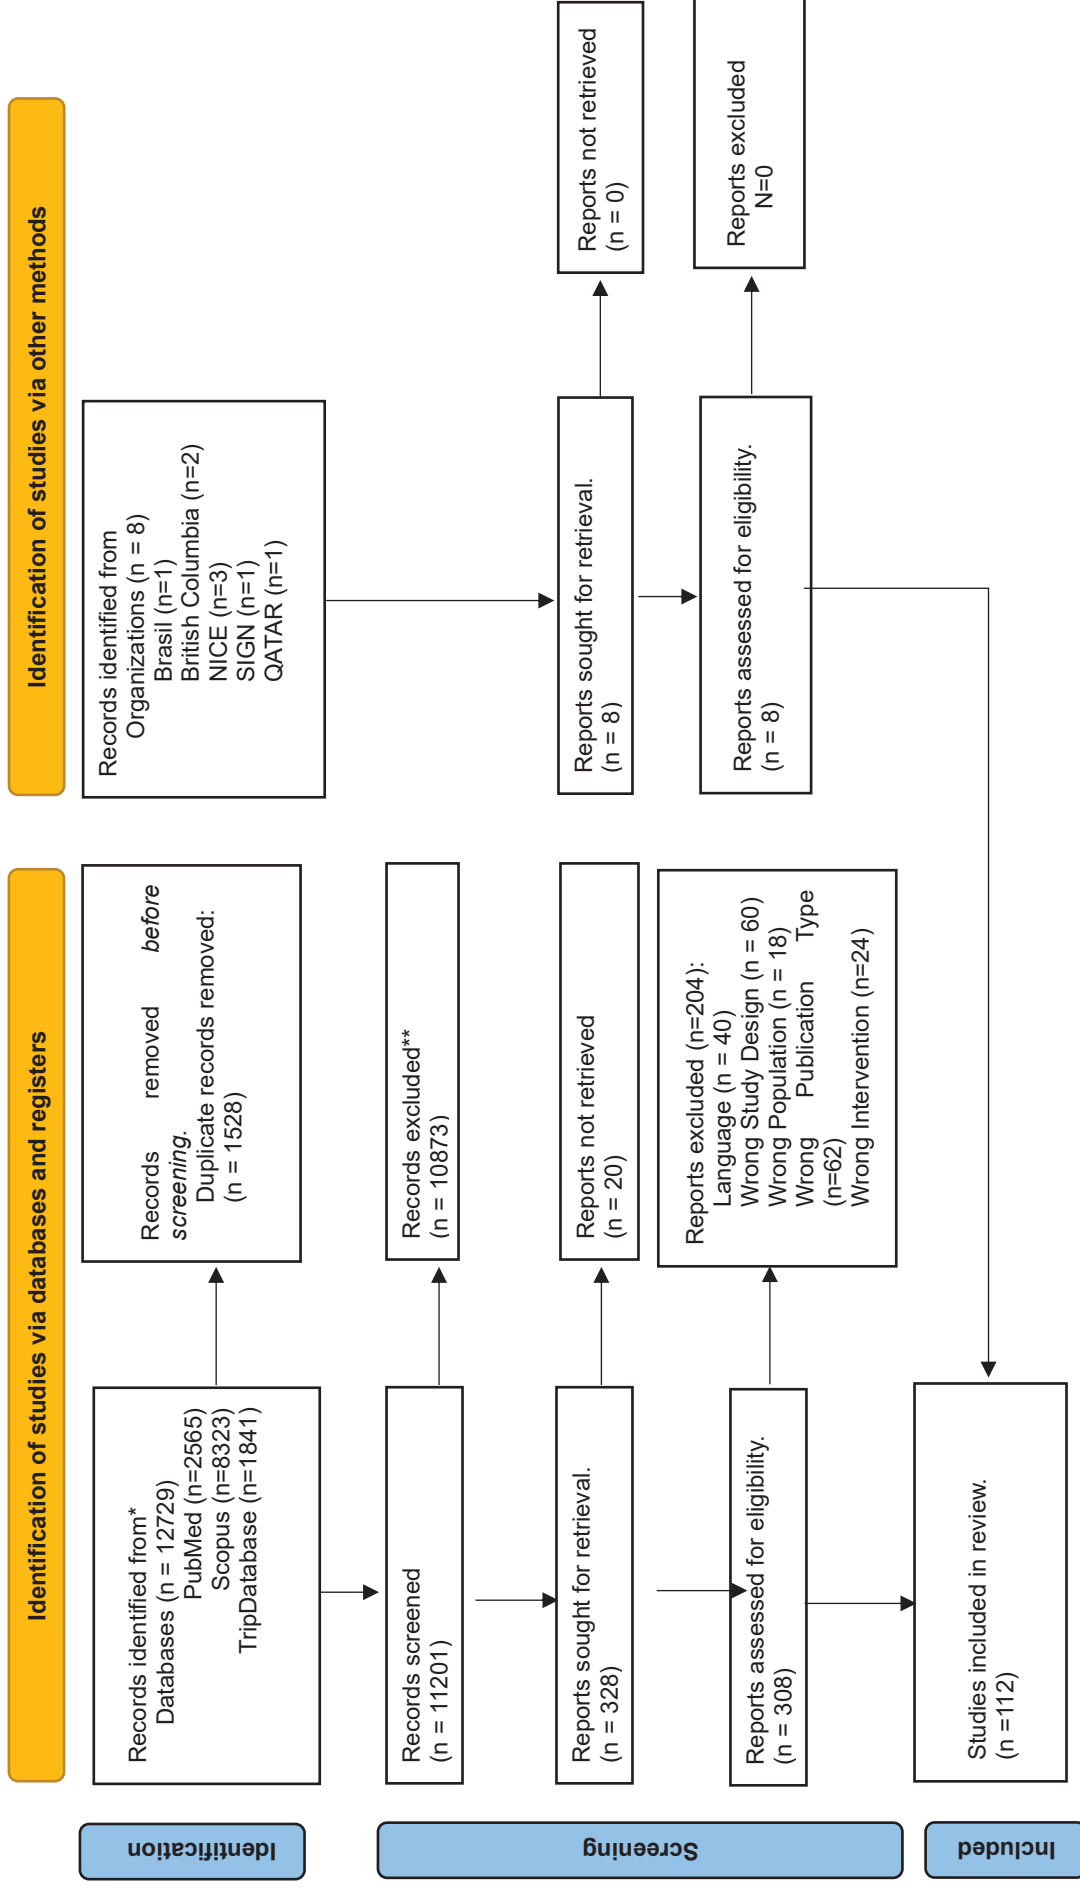 Identification of studies via databases and registers
Identification of studies via other methods
Identification
Records identified from*
Databases (n = 12729)
PubMed (n=2565)
Scopus (n=8323)
TripDatabase (n=1841)
Records removed before
screening.
Duplicate records removed:
(n = 1528)
Records identified from
Organizations (n = 8)
Brasil (n=1)
British Columbia (n=2)
NICE (n=3)
SIGN (n=1)
QATAR (n=1)
Screening
Records screened
(n = 11201)
Records excluded**
(n = 10873)
Reports sought for retrieval.
(n = 328)
Reports not retrieved
(n = 20)
Reports sought for retrieval.
(n = 8)
Reports not retrieved
(n = 0)
Reports assessed for eligibility.
(n = 308)
Reports excluded (n=204):
Language (n = 40)
Wrong Study Design (n = 60)
Wrong Population (n = 18)
Wrong Publication Type
(n=62)
Wrong Intervention (n=24)
Reports assessed for eligibility.
(n = 8)
Reports excluded
N=0
Included
Studies included in review.
(n =112)